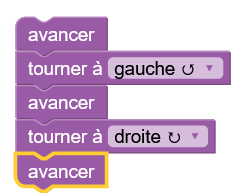 avancer
tourner à gauche ↺ ▼
avancer
tourner à droite ↻ ▼
avancer